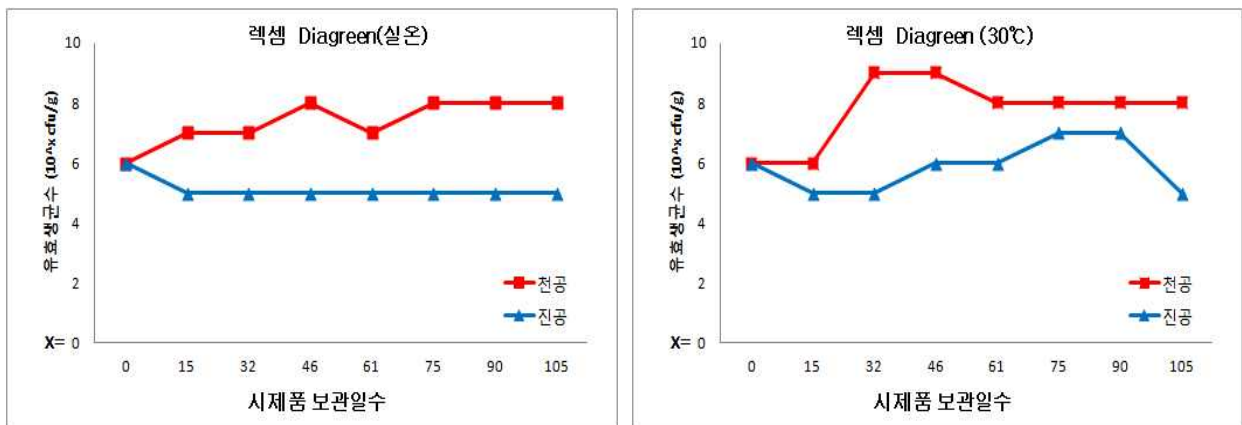 렉셈 Diagreen(실온)
유효생균수 (10^x cfu/g)
10
8
6
4
2
X= 0
천공
진공
0 15 32 46 61 75 90 105
시제품 보관일수
렉셈 Diagreen (30℃)
유효생균수 (10^x cfu/g)
10
8
6
4
2
X= 0
천공
진공
0 15 32 46 61 75 90 105
시제품 보관일수